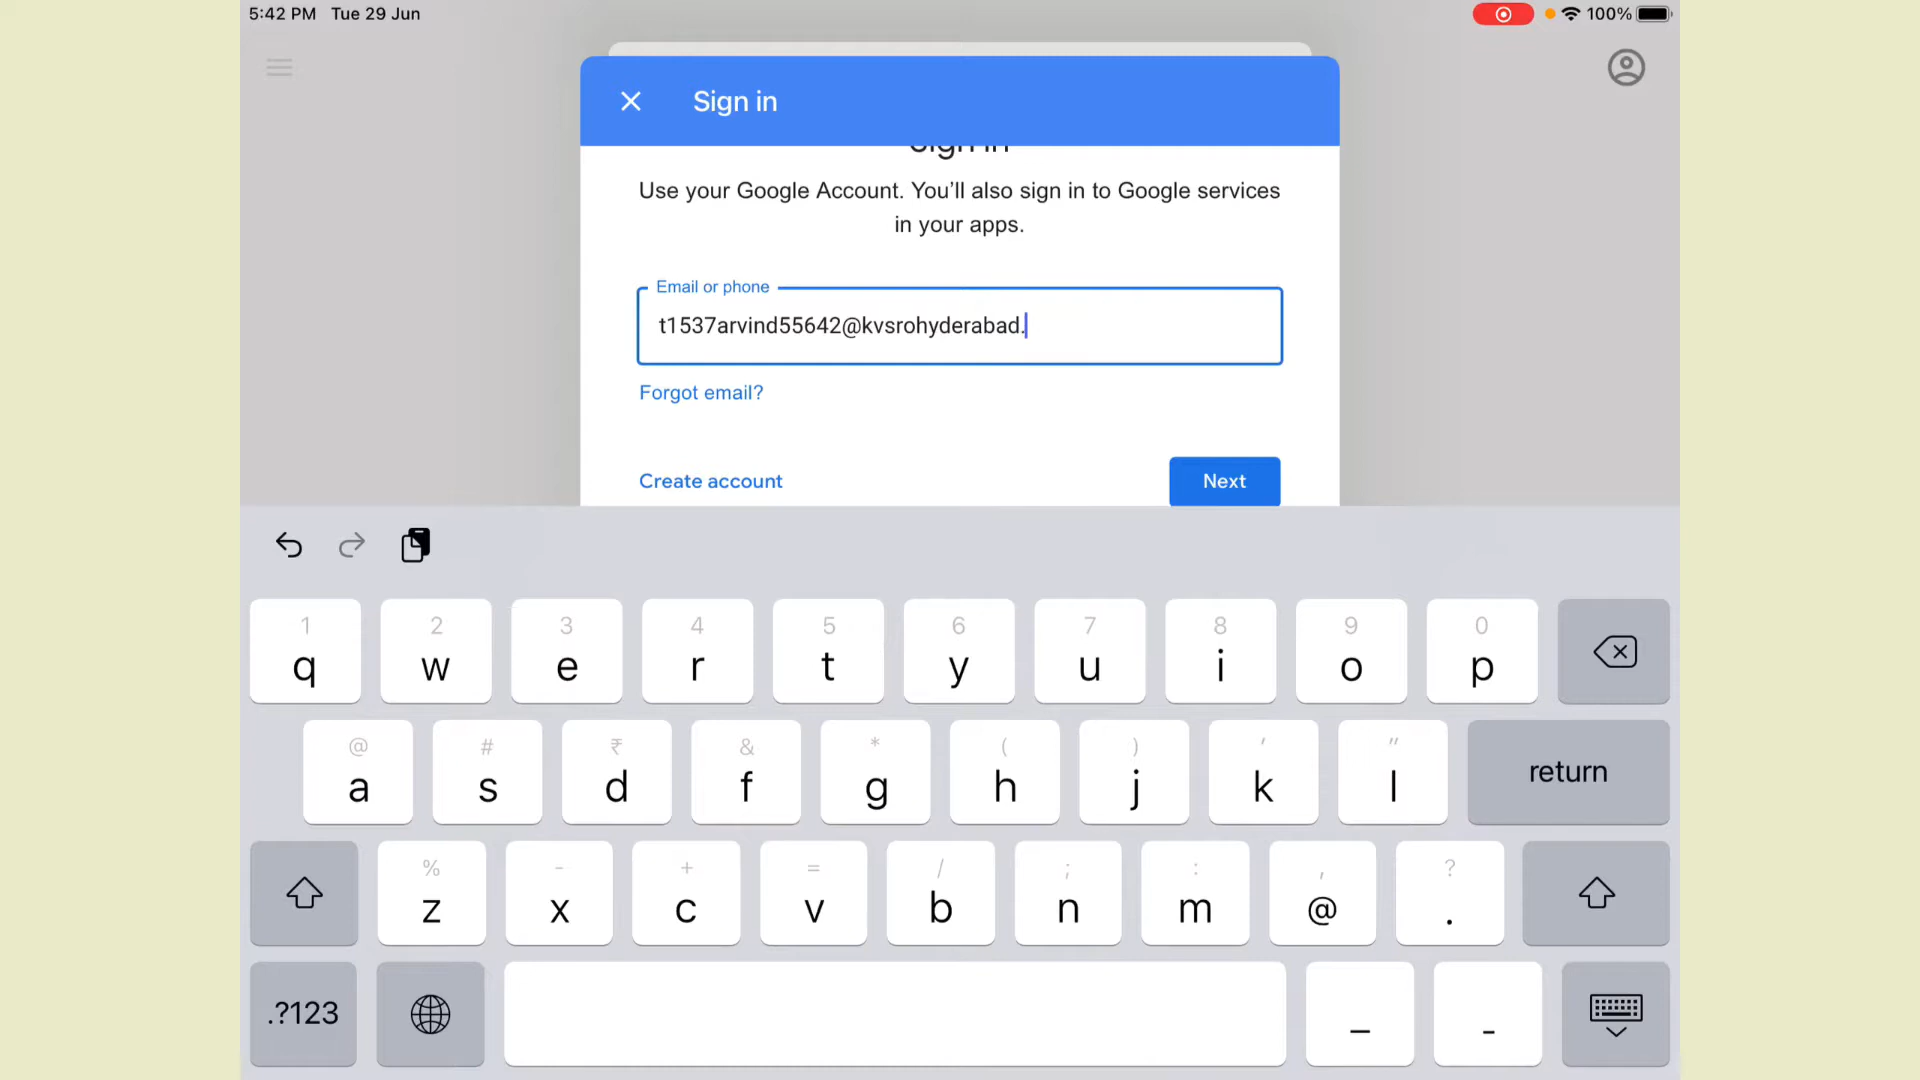 5:42 PM Tue 29 Jun
100%
Sign in
Sign in
Use your Google Account. You’ll also sign in to Google services
in your apps.
Email or phone
t1537arvind55642@kvsrohyderabad.
Forgot email?
Create account
Next
1 2 3 4 5 6 7 8 9 0
q w e r t y u i o p
@ # ₹ & * ( ) ' "
a s d f g h j k l
return
% - + = / ; : , ?
z x c v b n m @ .
.?123
_ -